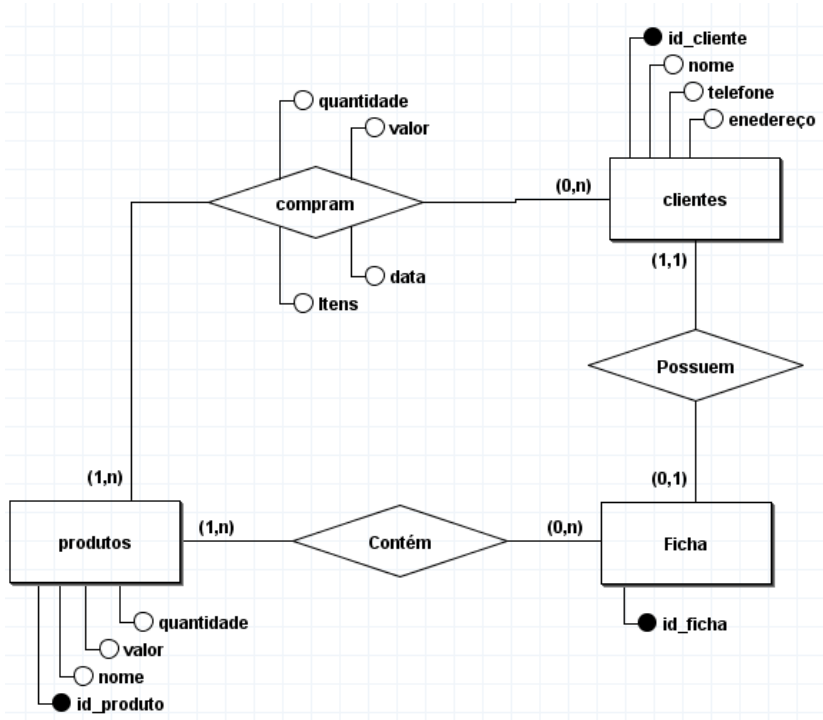 id_cliente
nome
telefone
enedereço
quantidade
valor
compram
(0,n)
clientes
data
Itens
(1,1)
Possuem
(1,n)
(0,1)
produtos
(1,n)
Contém
(0,n)
Ficha
quantidade
valor
nome
id_produto
id_ficha